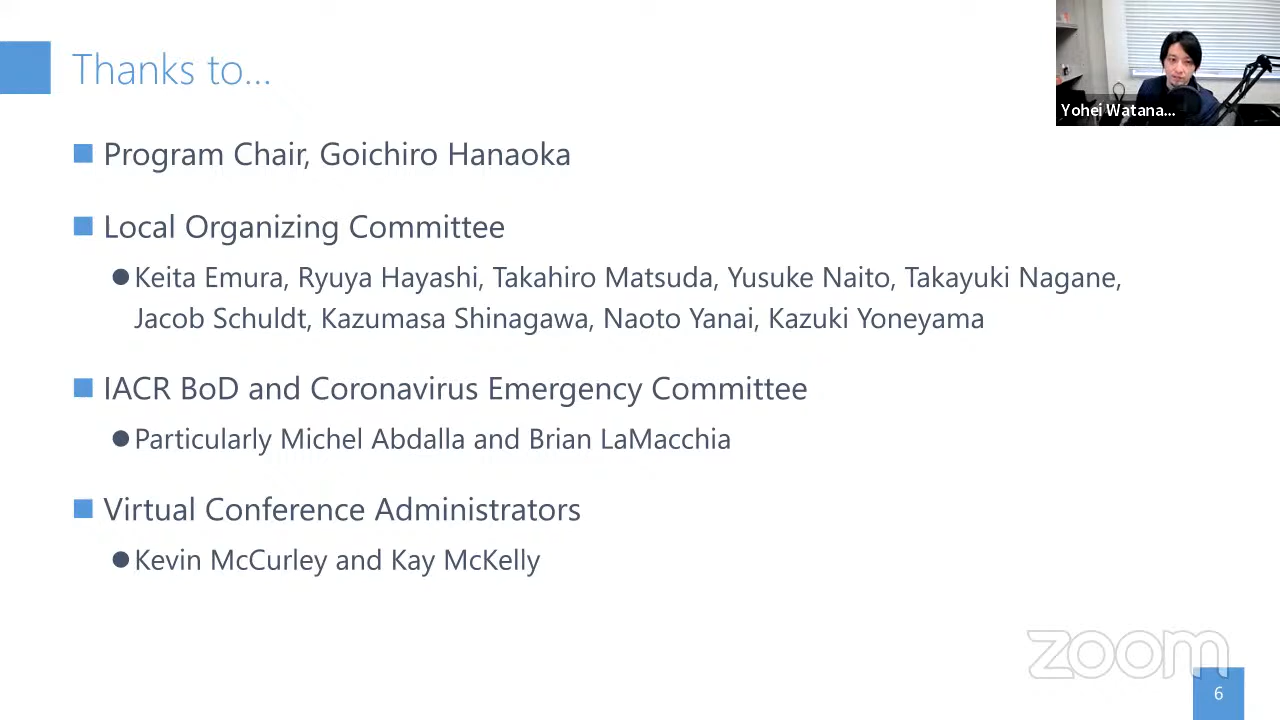 Thanks to...
Yohei Watana...
Program Chair, Goichiro Hanaoka
Local Organizing Committee
Keita Emura, Ryuya Hayashi, Takahiro Matsuda, Yusuke Naito, Takayuki Nagane,
Jacob Schuldt, Kazumasa Shinagawa, Naoto Yanai, Kazuki Yoneyama
IACR BoD and Coronavirus Emergency Committee
Particularly Michel Abdalla and Brian LaMacchia
Virtual Conference Administrators
Kevin McCurley and Kay McKelly
zoom
6